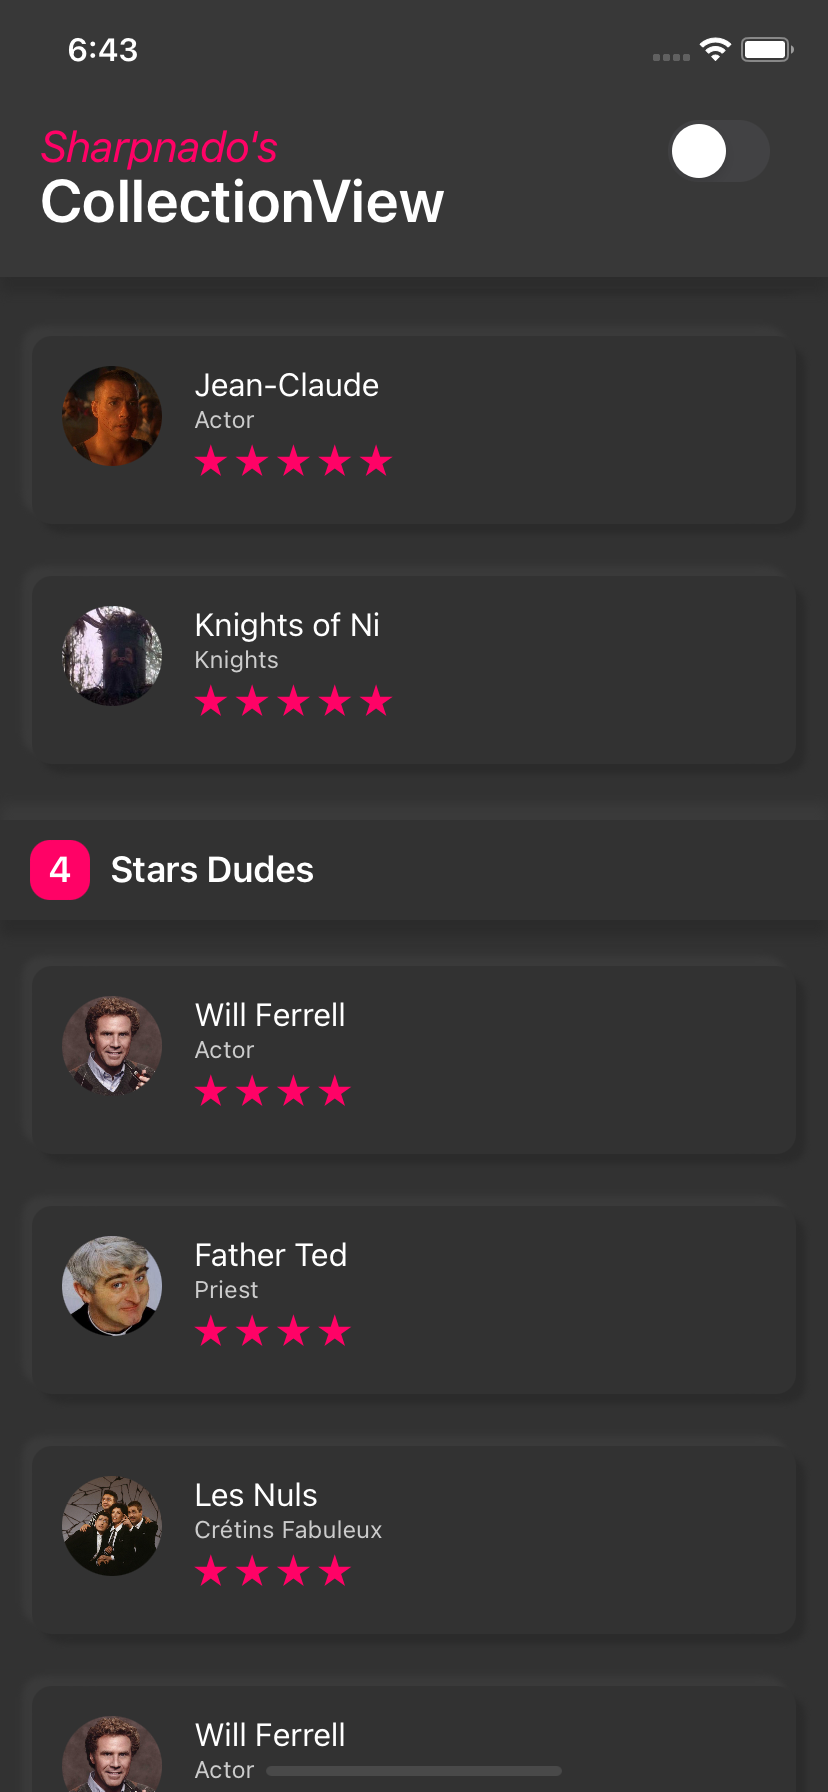 6:43
Sharpnado's
CollectionView
Jean-Claude
Actor
★★★★★
Knights of Ni
Knights
★★★★★
4 Stars Dudes
Will Ferrell
Actor
★★★★
Father Ted
Priest
★★★★
Les Nuls
Crétins Fabuleux
★★★★
Will Ferrell
Actor